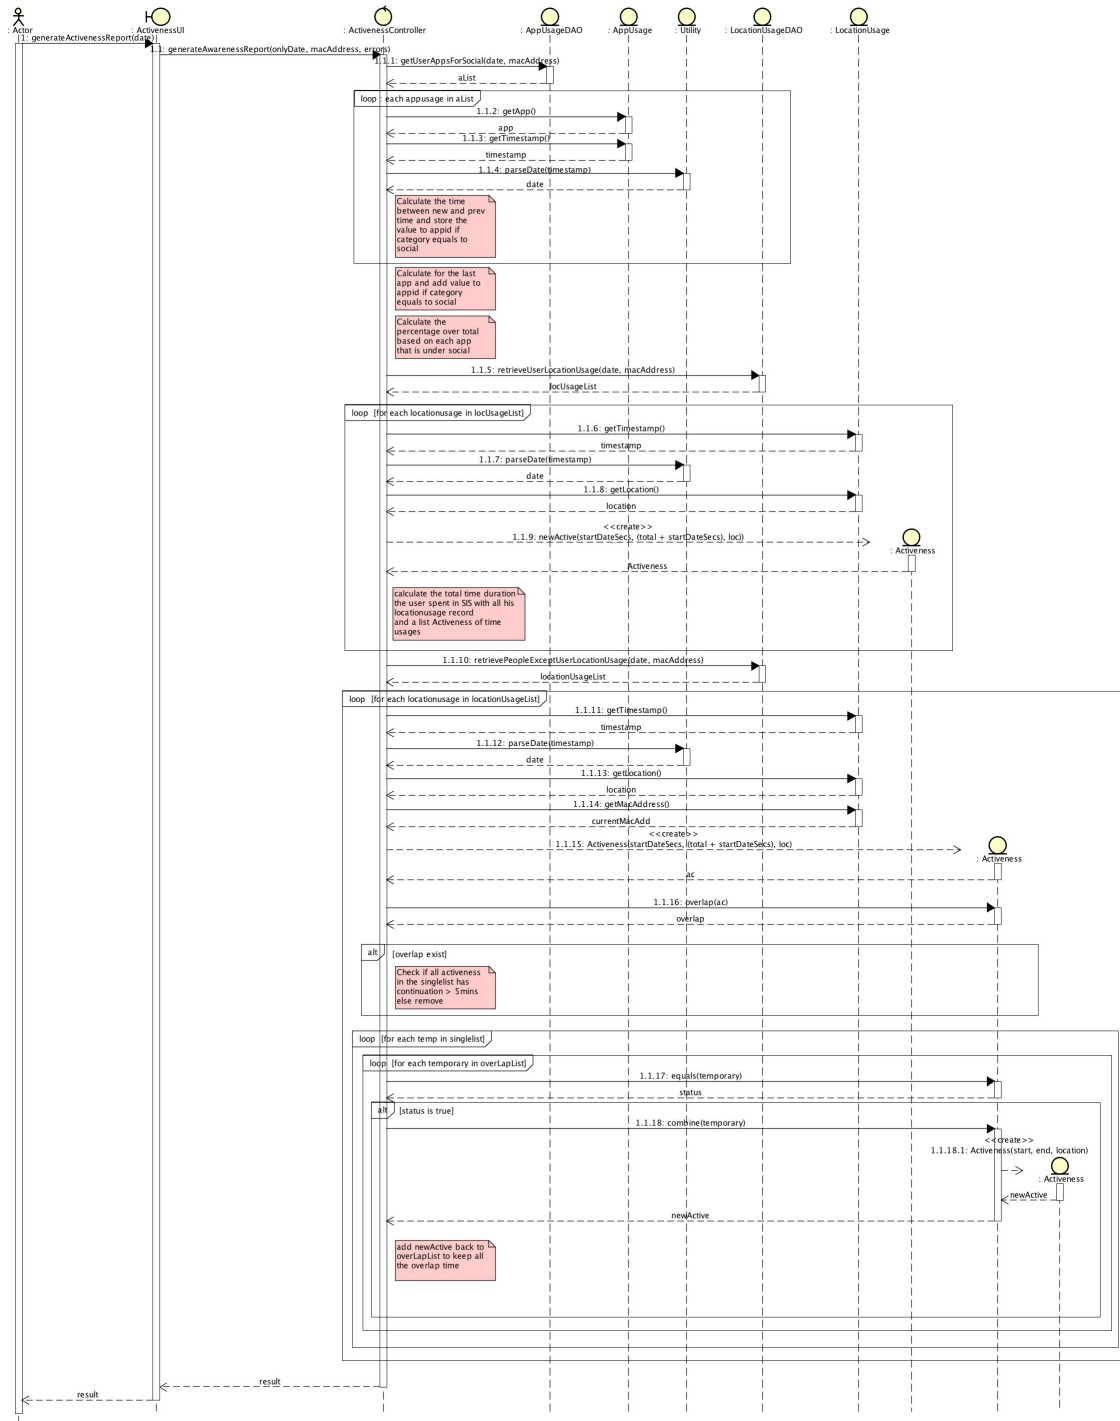 : Actor
: ActivenessUI
: ActivenessController
: AppUsageDAO
: AppUsage
: Utility
: LocationUsageDAO
: LocationUsage
1: generateActivenessReport(date)
1.1: generateAwarenessReport(onlyDate, macAddress, errors)
1.1.1: getUserAppsForSocial(date, macAddress)
aList
loop : each appusage in aList
1.1.2: getApp()
app
1.1.3: getTimestamp()
timestamp
1.1.4: parseDate(timestamp)
date
Calculate the time
between new and prev
time and store the
value to appid if
category equals to
social
Calculate for the last
app and add value to
appid if category
equals to social
Calculate the
percentage over total
based on each app
that is under social
1.1.5: retrieveUserLocationUsage(date, macAddress)
locUsageList
loop [for each locationusage in locUsageList]
1.1.6: getTimestamp()
timestamp
1.1.7: parseDate(timestamp)
date
1.1.8: getLocation()
location
<<create>>
1.1.9: newActive(startDateSecs, (total + startDateSecs), loc))
: Activeness
Activeness
calculate the total time duration
the user spent in SIS with all his
locationusage record
and a list Activeness of time
usages
1.1.10: retrievePeopleExceptUserLocationUsage(date, macAddress)
locationUsageList
loop [for each locationusage in locationUsageList]
1.1.11: getTimestamp()
timestamp
1.1.12: parseDate(timestamp)
date
1.1.13: getLocation()
location
1.1.14: getMacAddress()
currentMacAdd
<<create>>
1.1.15: Activeness(startDateSecs, (total + startDateSecs), loc)
: Activeness
ac
1.1.16: overlap(ac)
overlap
alt [overlap exist]
Check if all activeness
in the singlelist has
continuation > 5mins
else remove
loop [for each temp in singlelist]
loop [for each temporary in overLapList]
1.1.17: equals(temporary)
status
alt [status is true]
1.1.18: combine(temporary)
<<create>>
1.1.18.1: Activeness(start, end, location)
: Activeness
newActive
newActive
add newActive back to
overLapList to keep all
the overlap time
result
result